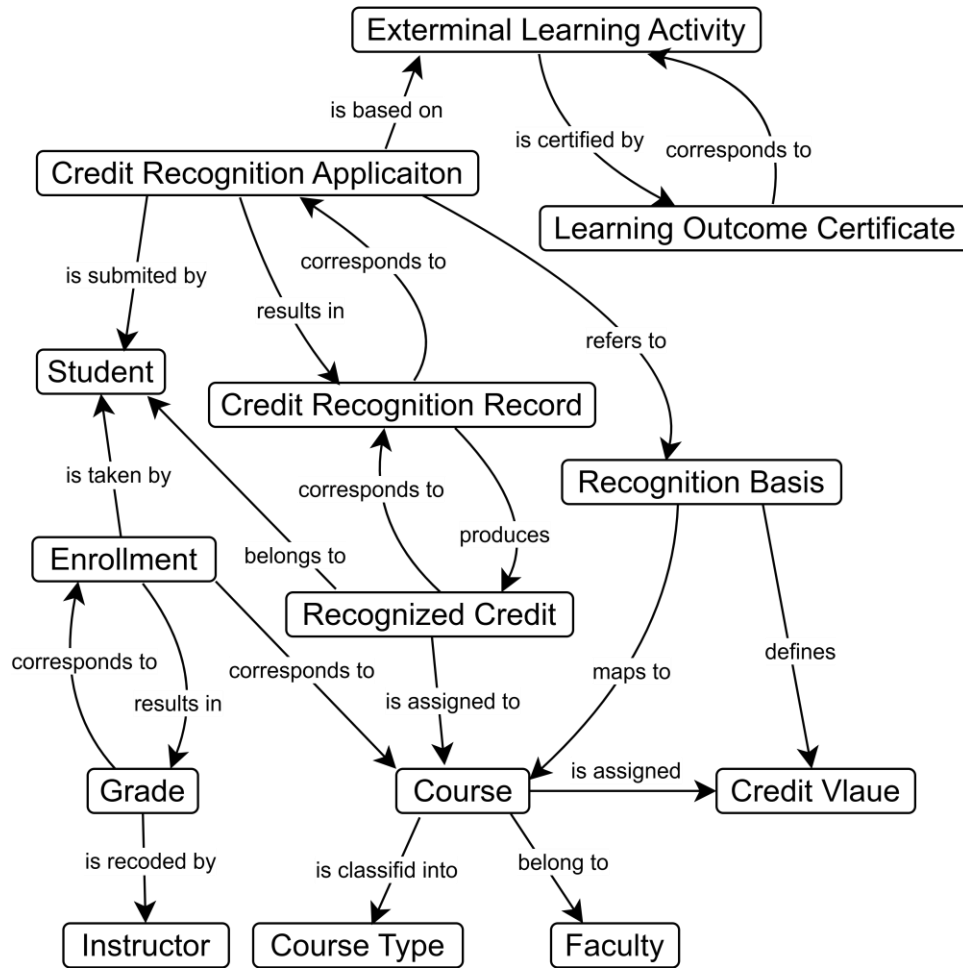 Exterminal Learning Activity
is based on
is certified by
corresponds to
Credit Recognition Applicaiton
Learning Outcome Certificate
corresponds to
is submited by
results in
refers to
Student
Credit Recognition Record
is taken by
corresponds to
Recognition Basis
produces
Enrollment
belongs to
Recognized Credit
corresponds to
corresponds to
defines
results in
is assigned to
maps to
is assigned
Grade
Course
Credit Vlaue
is recoded by
is classifid into
belong to
Instructor
Course Type
Faculty